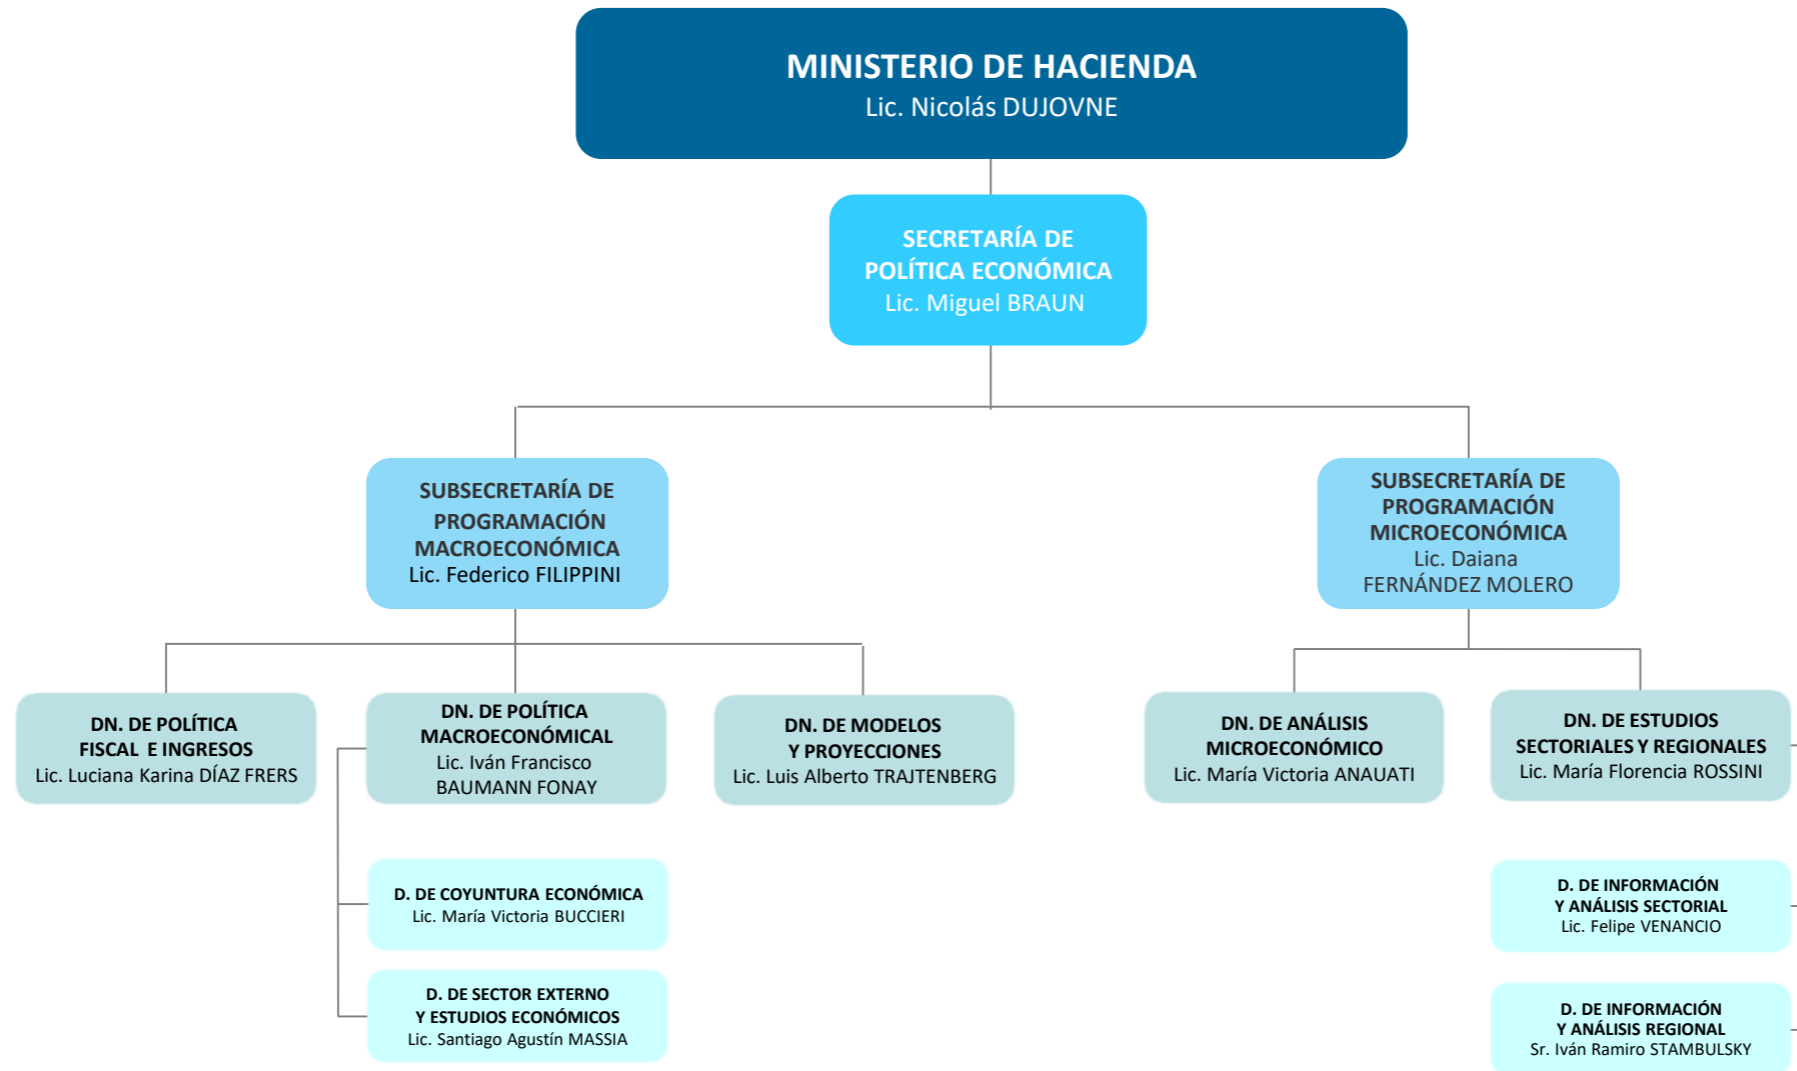 MINISTERIO DE HACIENDA
Lic. Nicolás DUJOVNE
SECRETARÍA DE
POLÍTICA ECONÓMICA
Lic. Miguel BRAUN
SUBSECRETARÍA DE
PROGRAMACIÓN
MACROECONÓMICA
Lic. Federico FILIPPINI
SUBSECRETARÍA DE
PROGRAMACIÓN
MICROECONÓMICA
Lic. Daiana
FERNÁNDEZ MOLERO
DN. DE POLÍTICA
FISCAL E INGRESOS
Lic. Luciana Karina DÍAZ FRERS
DN. DE POLÍTICA
MACROECONÓMICAL
Lic. Iván Francisco
BAUMANN FONAY
DN. DE MODELOS
Y PROYECCIONES
Lic. Luis Alberto TRAJTENBERG
DN. DE ANÁLISIS
MICROECONÓMICO
Lic. María Victoria ANAUATI
DN. DE ESTUDIOS
SECTORIALES Y REGIONALES
Lic. María Florencia ROSSINI
D. DE COYUNTURA ECONÓMICA
Lic. María Victoria BUCCIERI
D. DE SECTOR EXTERNO
Y ESTUDIOS ECONÓMICOS
Lic. Santiago Agustín MASSIA
D. DE INFORMACIÓN
Y ANÁLISIS SECTORIAL
Lic. Felipe VENANCIO
D. DE INFORMACIÓN
Y ANÁLISIS REGIONAL
Sr. Iván Ramiro STAMBULSKY